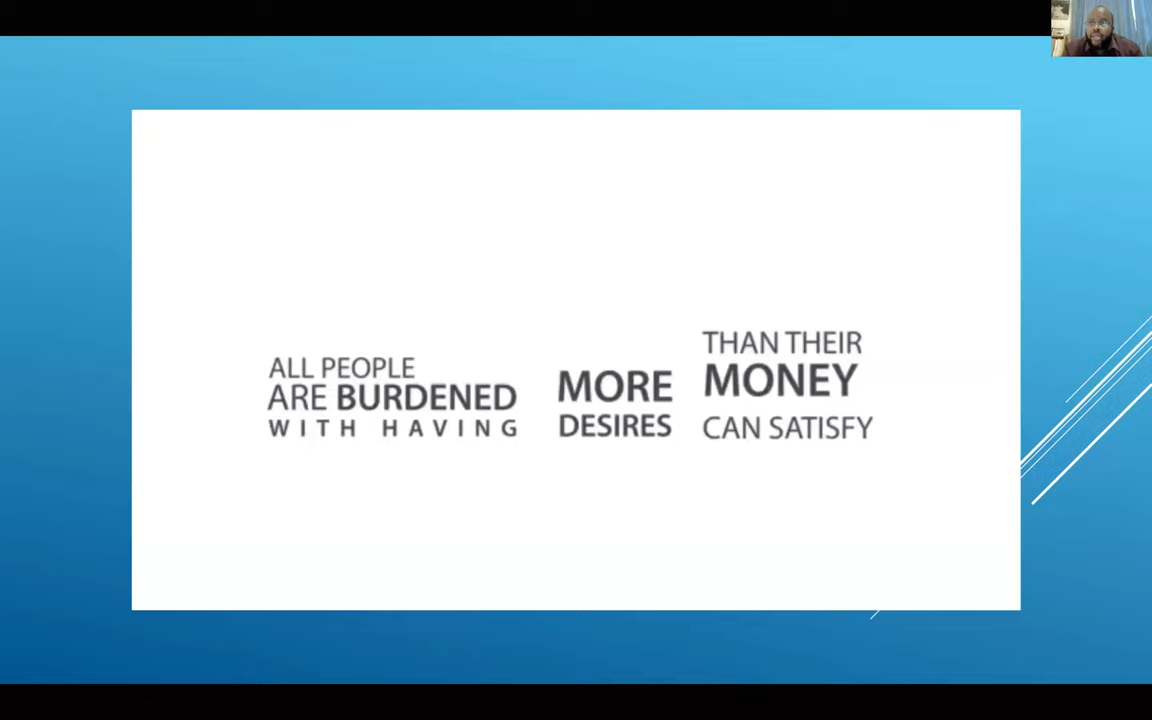 ALL PEOPLE
ARE BURDENED
WITH HAVING
MORE
DESIRES
THAN THEIR
MONEY
CAN SATISFY